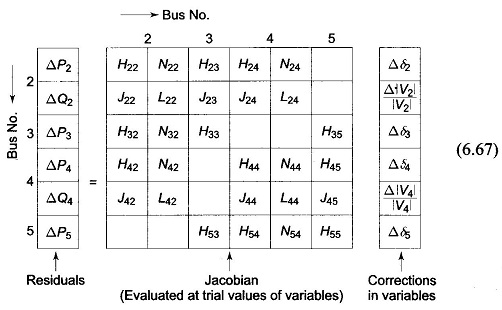 Bus No.
2 3 4 5
ΔP2 H22 N22 H23 H24 N24 Δδ2
2
ΔQ2 J22 L22 J23 J24 L24 Δ|V2| / |V2|
Bus No.
3 ΔP3 H32 N32 H33 H35 Δδ3
(6.67)
ΔP4 H42 N42 H44 N44 H45 Δδ4
4 =
ΔQ4 J42 L42 J44 L44 J45 Δ|V4| / |V4|
5 ΔP5 H53 H54 N54 H55 Δδ5
Residuals Jacobian Corrections
(Evaluated at trial values of variables) in variables